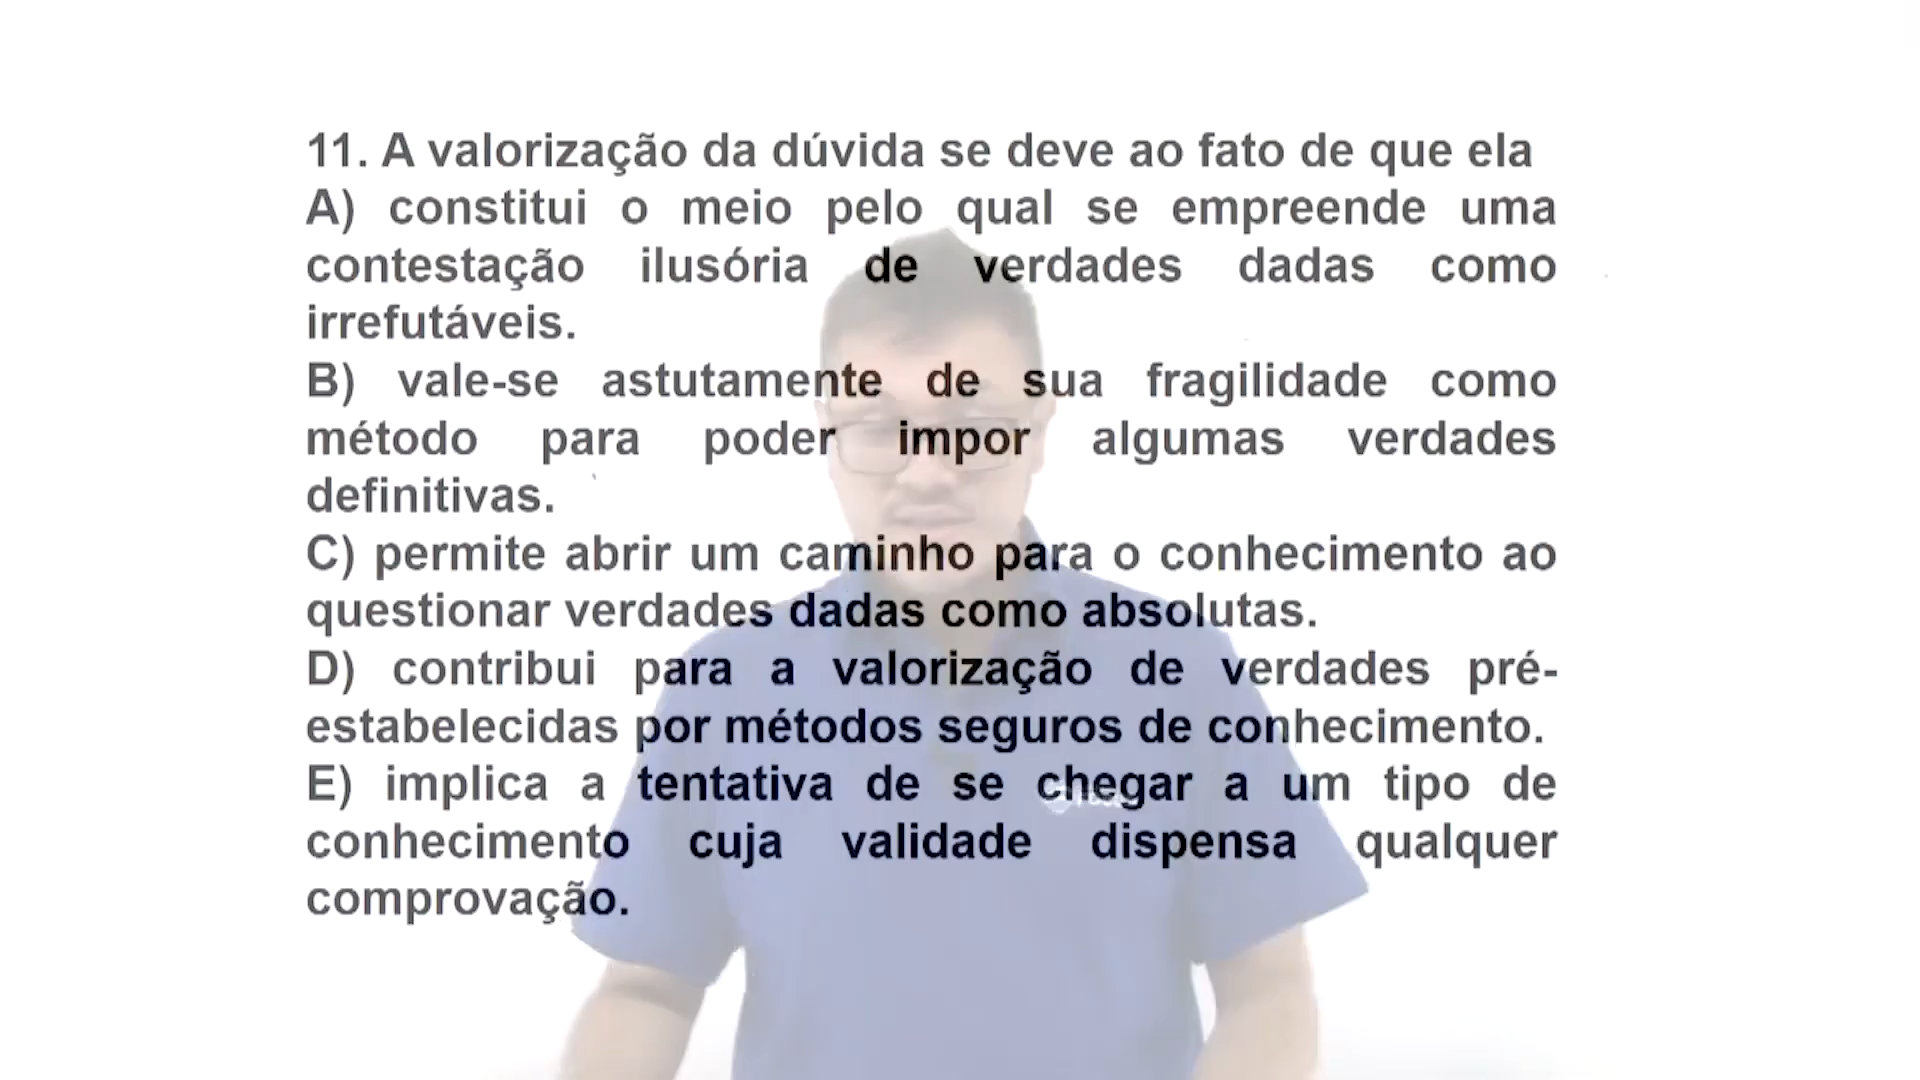 11. A valorização da dúvida se deve ao fato de que ela
A) constitui o meio pelo qual se empreende uma
contestação ilusória de verdades dadas como
irrefutáveis.
B) vale-se astutamente de sua fragilidade como
método para poder impor algumas verdades
definitivas.
C) permite abrir um caminho para o conhecimento ao
questionar verdades dadas como absolutas.
D) contribui para a valorização de verdades pré-
estabelecidas por métodos seguros de conhecimento.
E) implica a tentativa de se chegar a um tipo de
conhecimento cuja validade dispensa qualquer
comprovação.